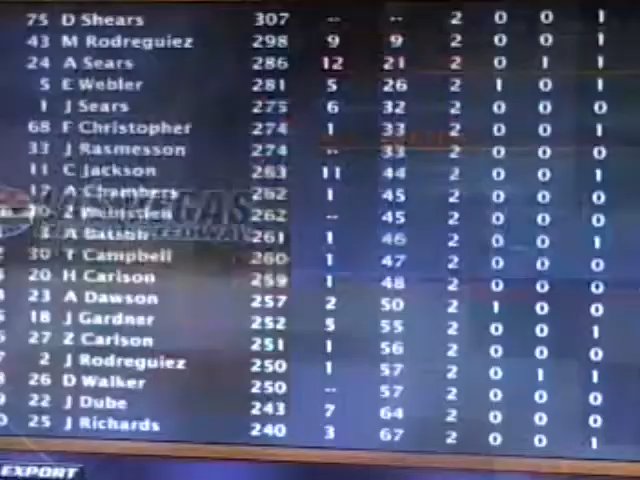 75 D Shears 307 -- -- 2 0 0 1
43 M Rodreguiez 298 9 9 2 0 0 1
24 A Sears 286 12 21 2 0 1 1
5 E Webler 281 5 26 2 1 0 1
1 J Sears 275 6 32 2 0 0 0
68 F Christopher 274 1 33 2 0 0 1
33 J Rasmesson 274 -- 33 2 0 0 0
11 C Jackson 263 11 44 2 0 0 1
17 A Chambers 262 1 45 2 0 0 0
262 -- 45 2 0 0 0
3 A 261 1 46 2 0 0 1
30 T Campbell 260 1 47 2 0 0 0
20 H Carlson 259 1 48 2 0 0 0
23 A Dawson 257 2 50 2 1 0 0
18 J Gardner 252 5 55 2 0 0 1
27 Z Carlson 251 1 56 2 0 0 0
2 J Rodreguiez 250 1 57 2 0 1 1
26 D Walker 250 -- 57 2 0 0 0
22 J Dube 243 7 64 2 0 0 0
25 J Richards 240 3 67 2 0 0 1
EXPORT